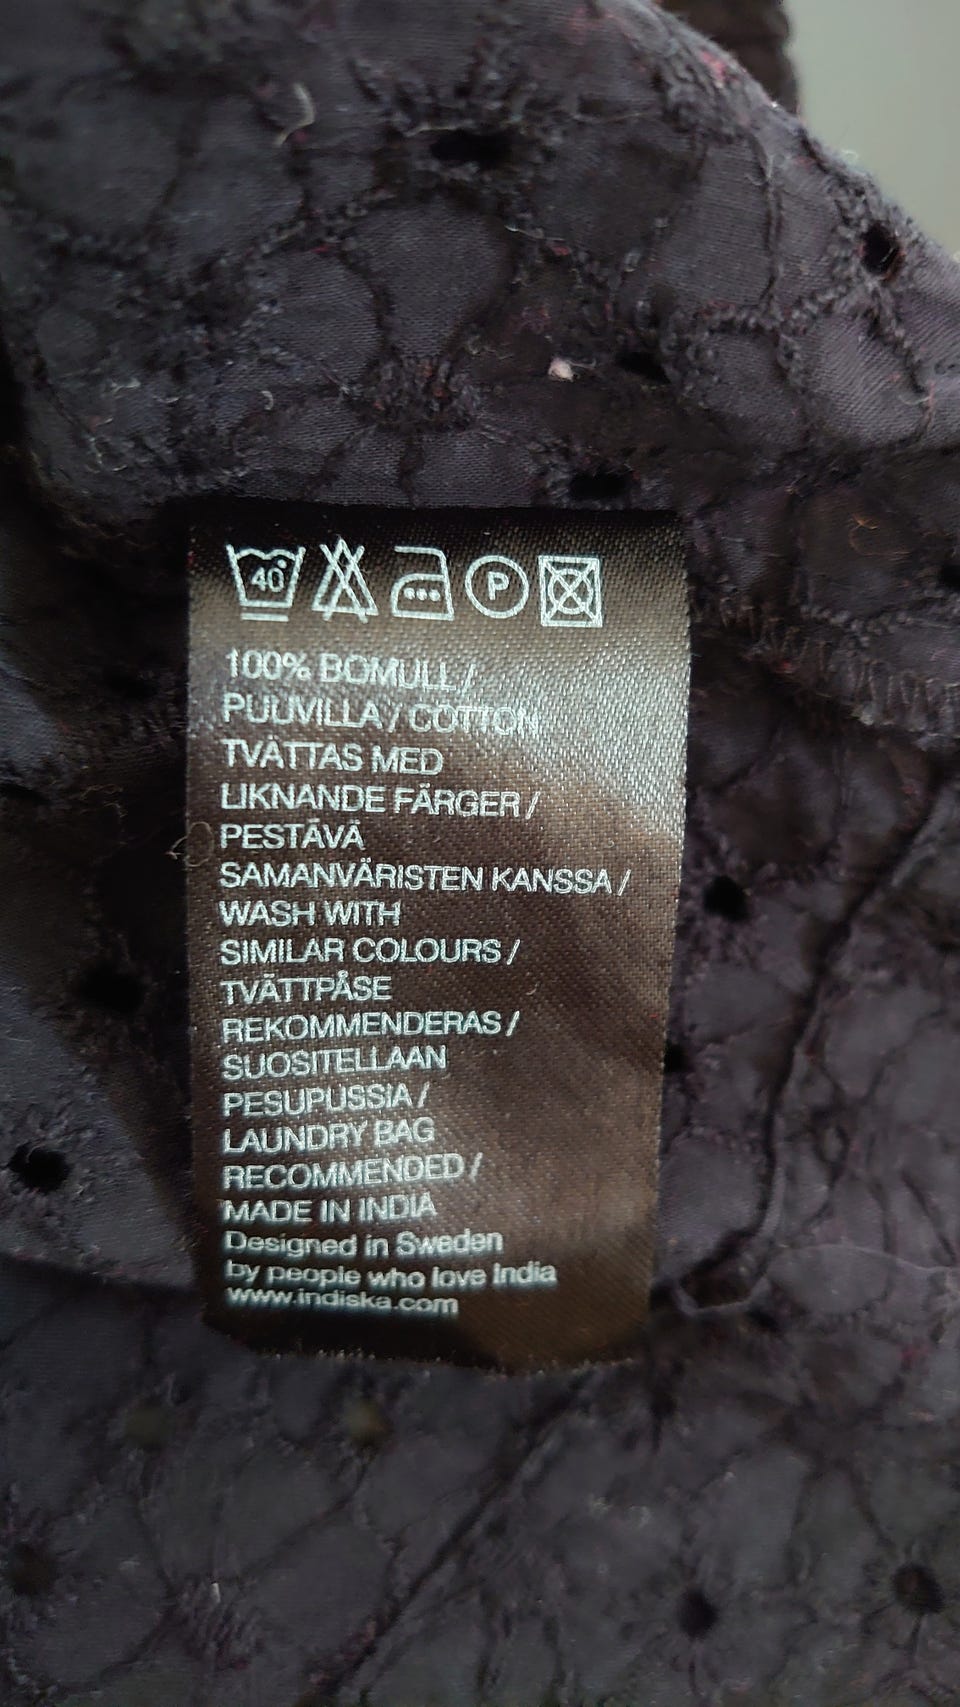 40°
P
100% BOMULL /
PUUVILLA / COTTON
TVÄTTAS MED
LIKNANDE FÄRGER /
PESTÄVÄ
SAMANVÄRISTEN KANSSA /
WASH WITH
SIMILAR COLOURS /
TVÄTTPÅSE
REKOMMENDERAS /
SUOSITELLAAN
PESUPUSSIA /
LAUNDRY BAG
RECOMMENDED /
MADE IN INDIA
Designed in Sweden
by people who love India
www.indiska.com